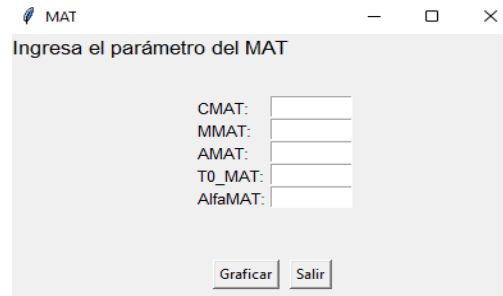 MAT
Ingresa el parámetro del MAT
CMAT:
MMAT:
AMAT:
T0_MAT:
AlfaMAT:
Graficar Salir